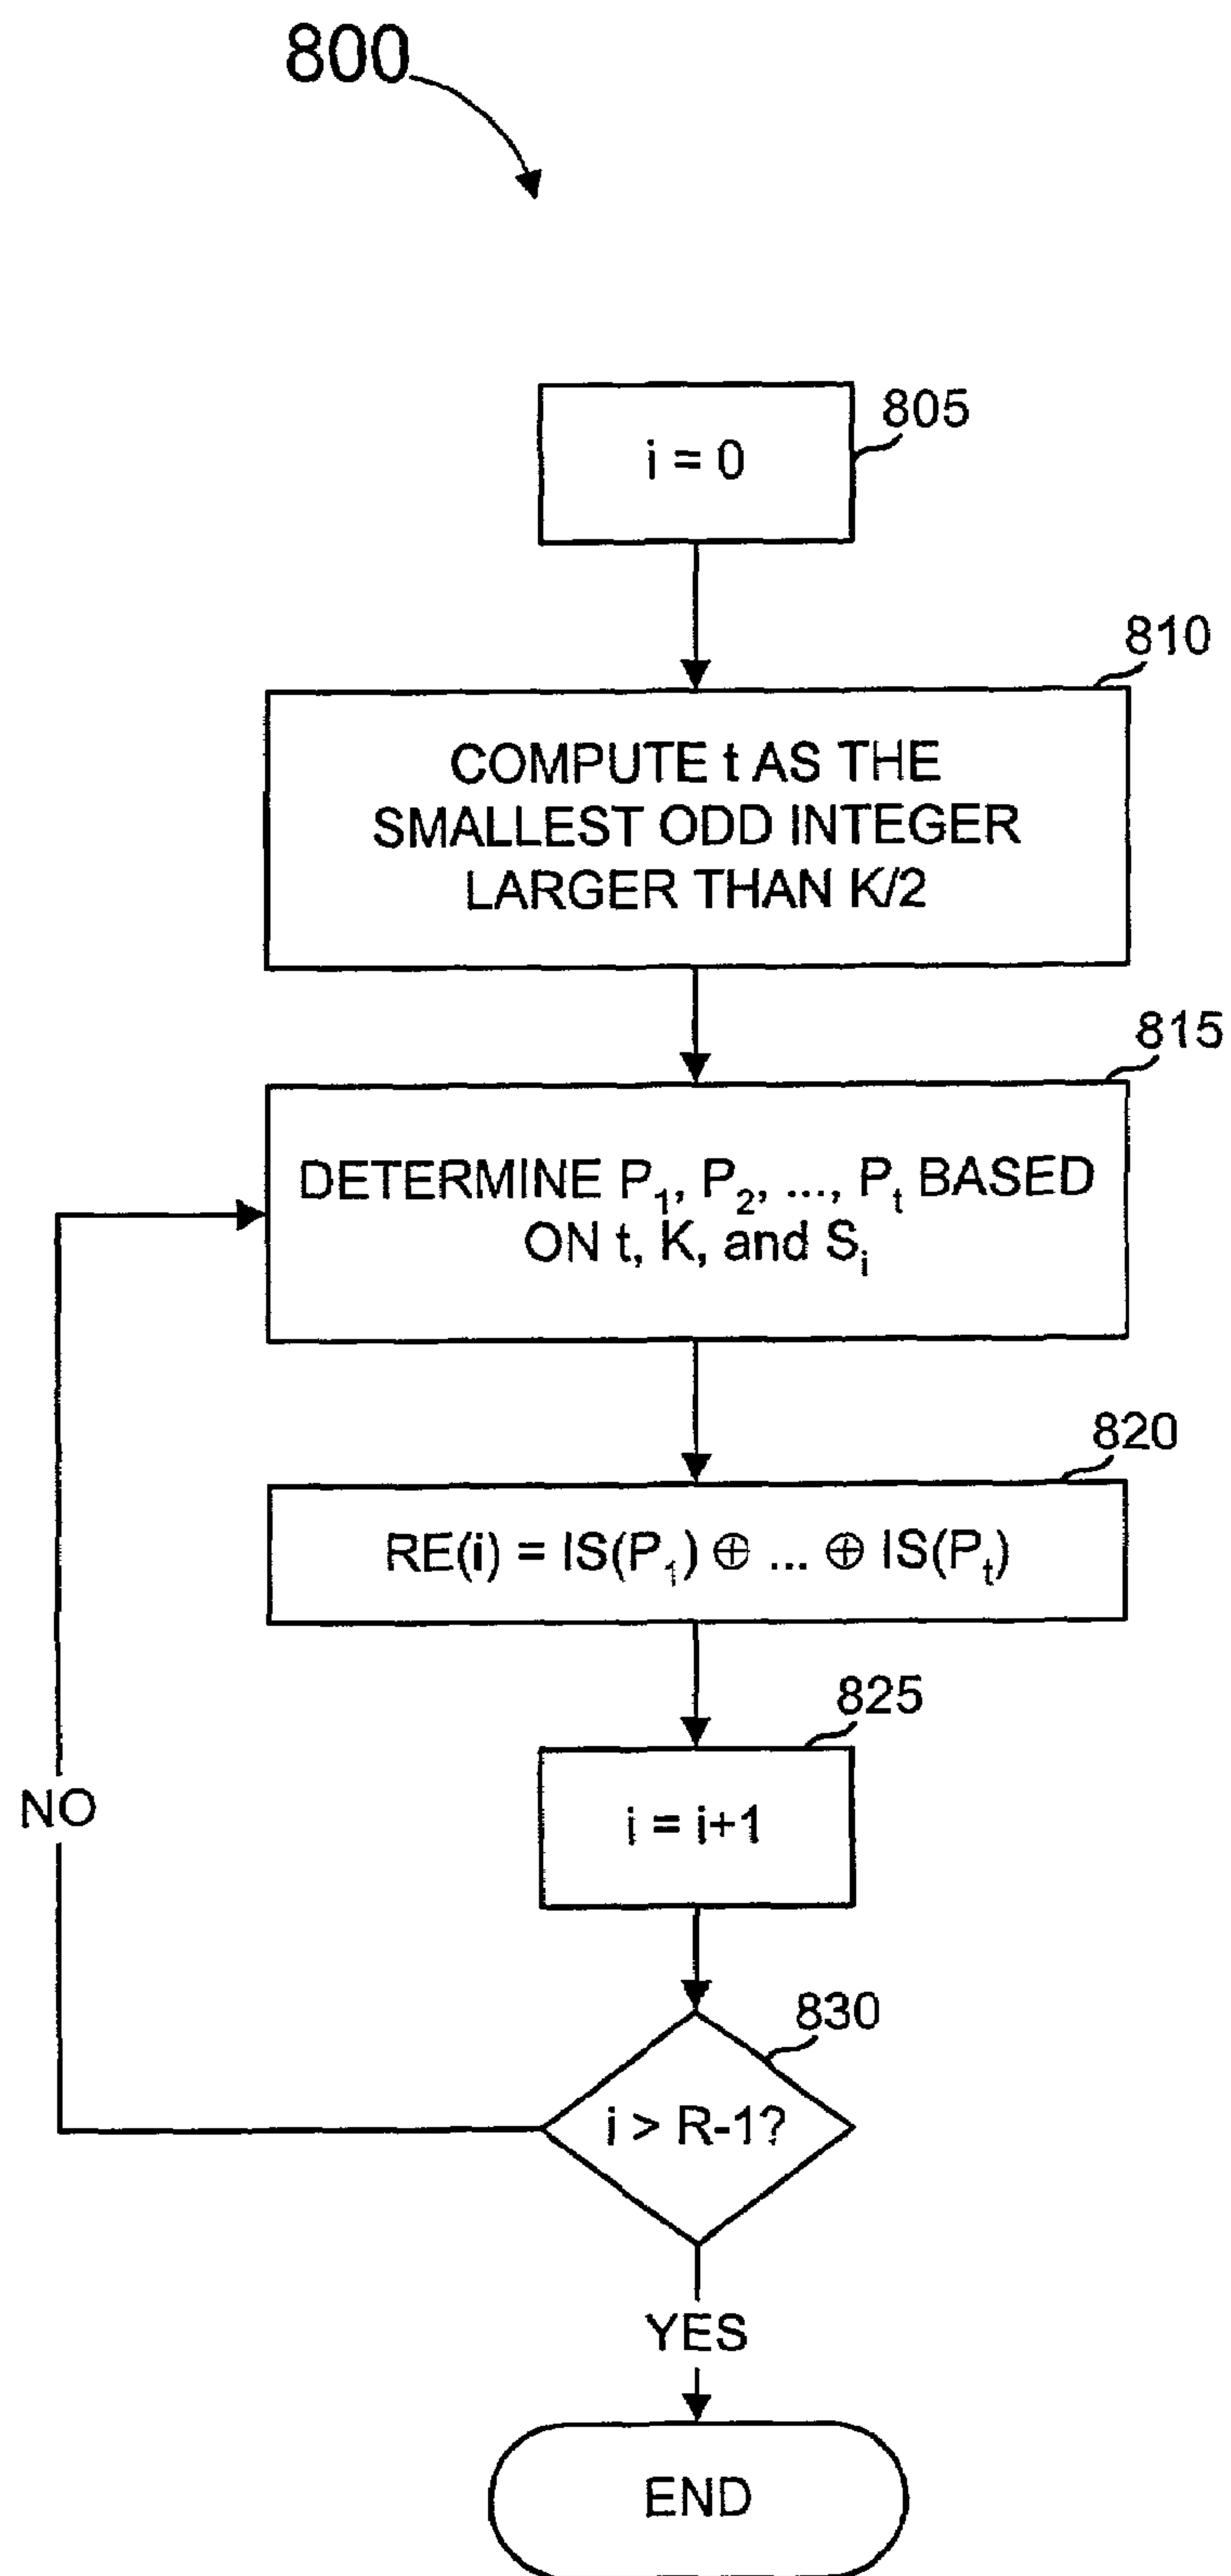 800
i = 0
805
810
COMPUTE t AS THE
SMALLEST ODD INTEGER
LARGER THAN K/2
815
DETERMINE P₁, P₂, ..., Pₜ BASED
ON t, K, and Sᵢ
820
RE(i) = IS(P₁) ⊕ ... ⊕ IS(Pₜ)
825
i = i+1
830
i > R-1?
NO
YES
END